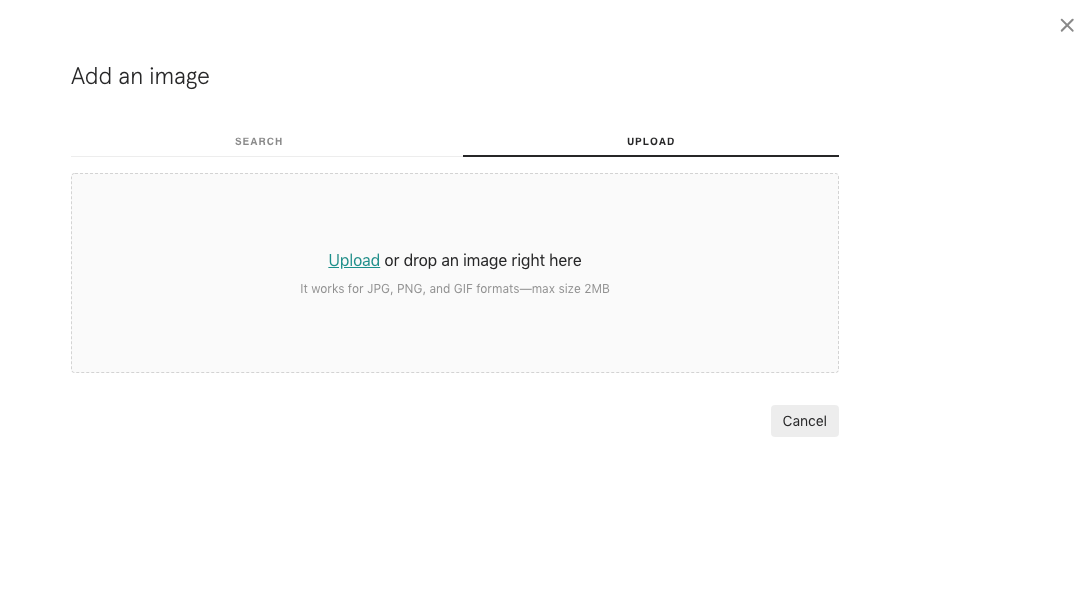 Add an image
SEARCH
UPLOAD
Upload or drop an image right here
It works for JPG, PNG, and GIF formats—max size 2MB
Cancel